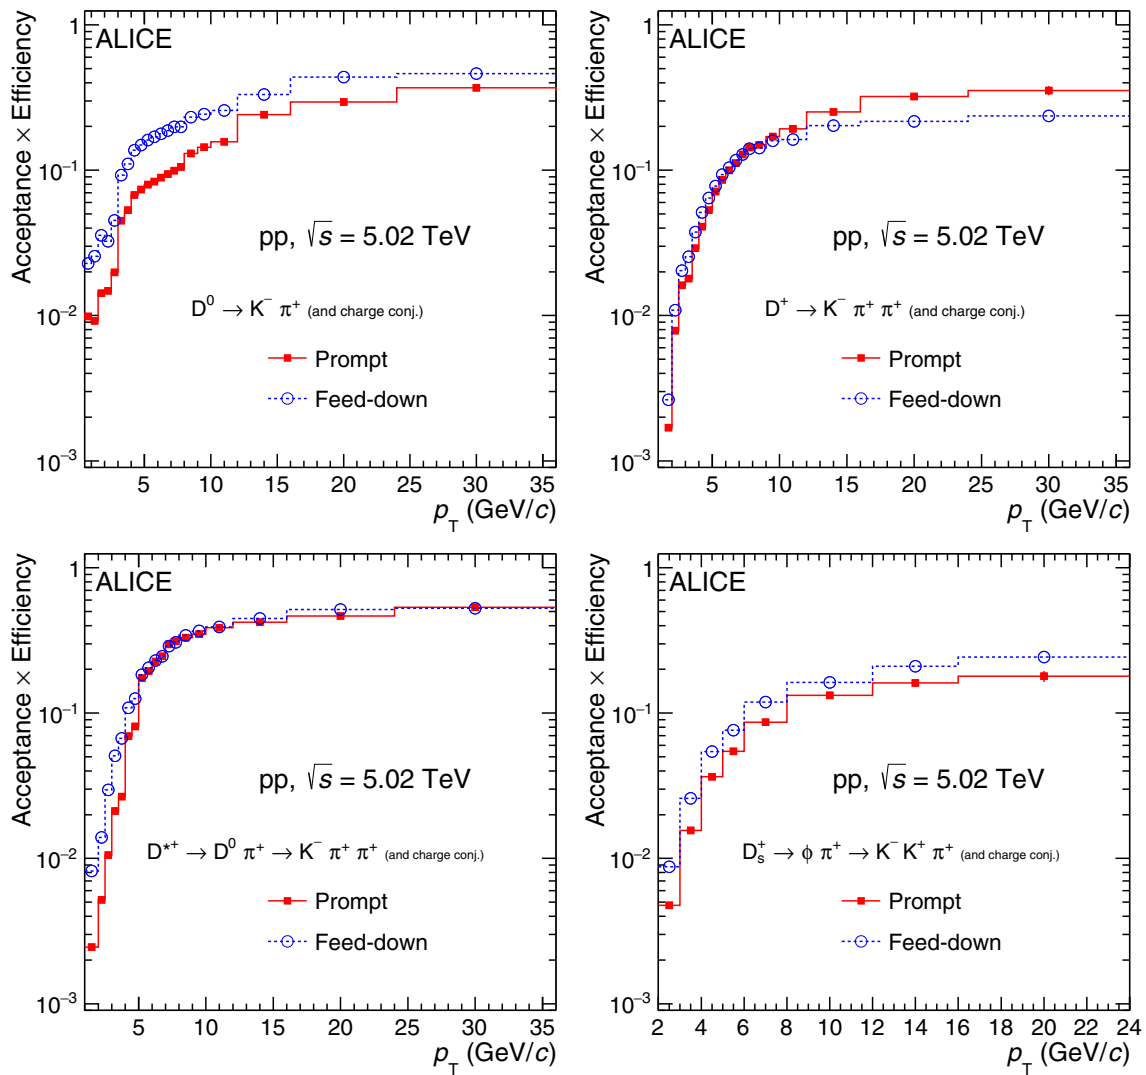 Acceptance × Efficiency
1
10⁻¹
10⁻²
10⁻³
ALICE
pp, √s = 5.02 TeV
D⁰ → K⁻ π⁺ (and charge conj.)
Prompt
Feed-down
5 10 15 20 25 30 35
p_T (GeV/c)
Acceptance × Efficiency
1
10⁻¹
10⁻²
10⁻³
ALICE
pp, √s = 5.02 TeV
D⁺ → K⁻ π⁺ π⁺ (and charge conj.)
Prompt
Feed-down
5 10 15 20 25 30 35
p_T (GeV/c)
Acceptance × Efficiency
1
10⁻¹
10⁻²
10⁻³
ALICE
pp, √s = 5.02 TeV
D*⁺ → D⁰ π⁺ → K⁻ π⁺ π⁺ (and charge conj.)
Prompt
Feed-down
5 10 15 20 25 30 35
p_T (GeV/c)
Acceptance × Efficiency
1
10⁻¹
10⁻²
10⁻³
ALICE
pp, √s = 5.02 TeV
D_s⁺ → ϕ π⁺ → K⁻ K⁺ π⁺ (and charge conj.)
Prompt
Feed-down
2 4 6 8 10 12 14 16 18 20 22 24
p_T (GeV/c)